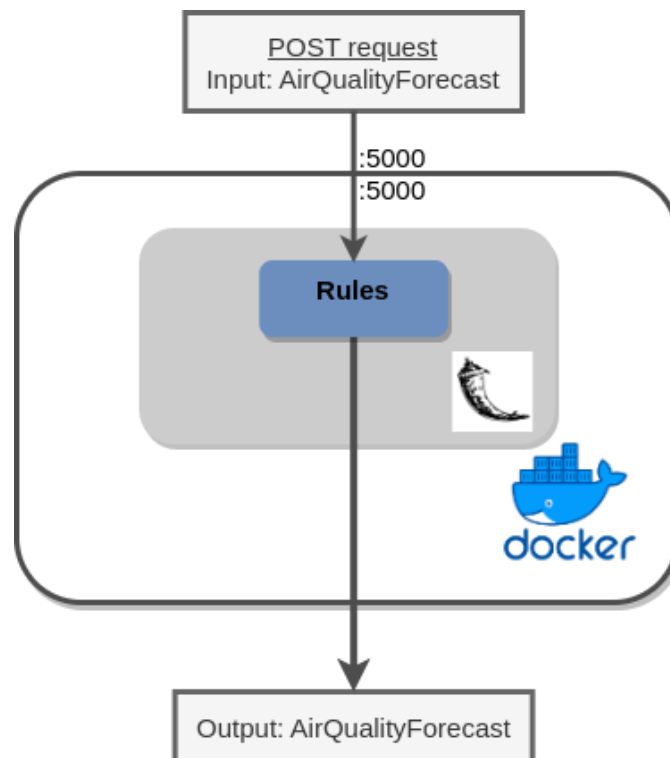 POST request
Input: AirQualityForecast
:5000
:5000
Rules
docker
Output: AirQualityForecast